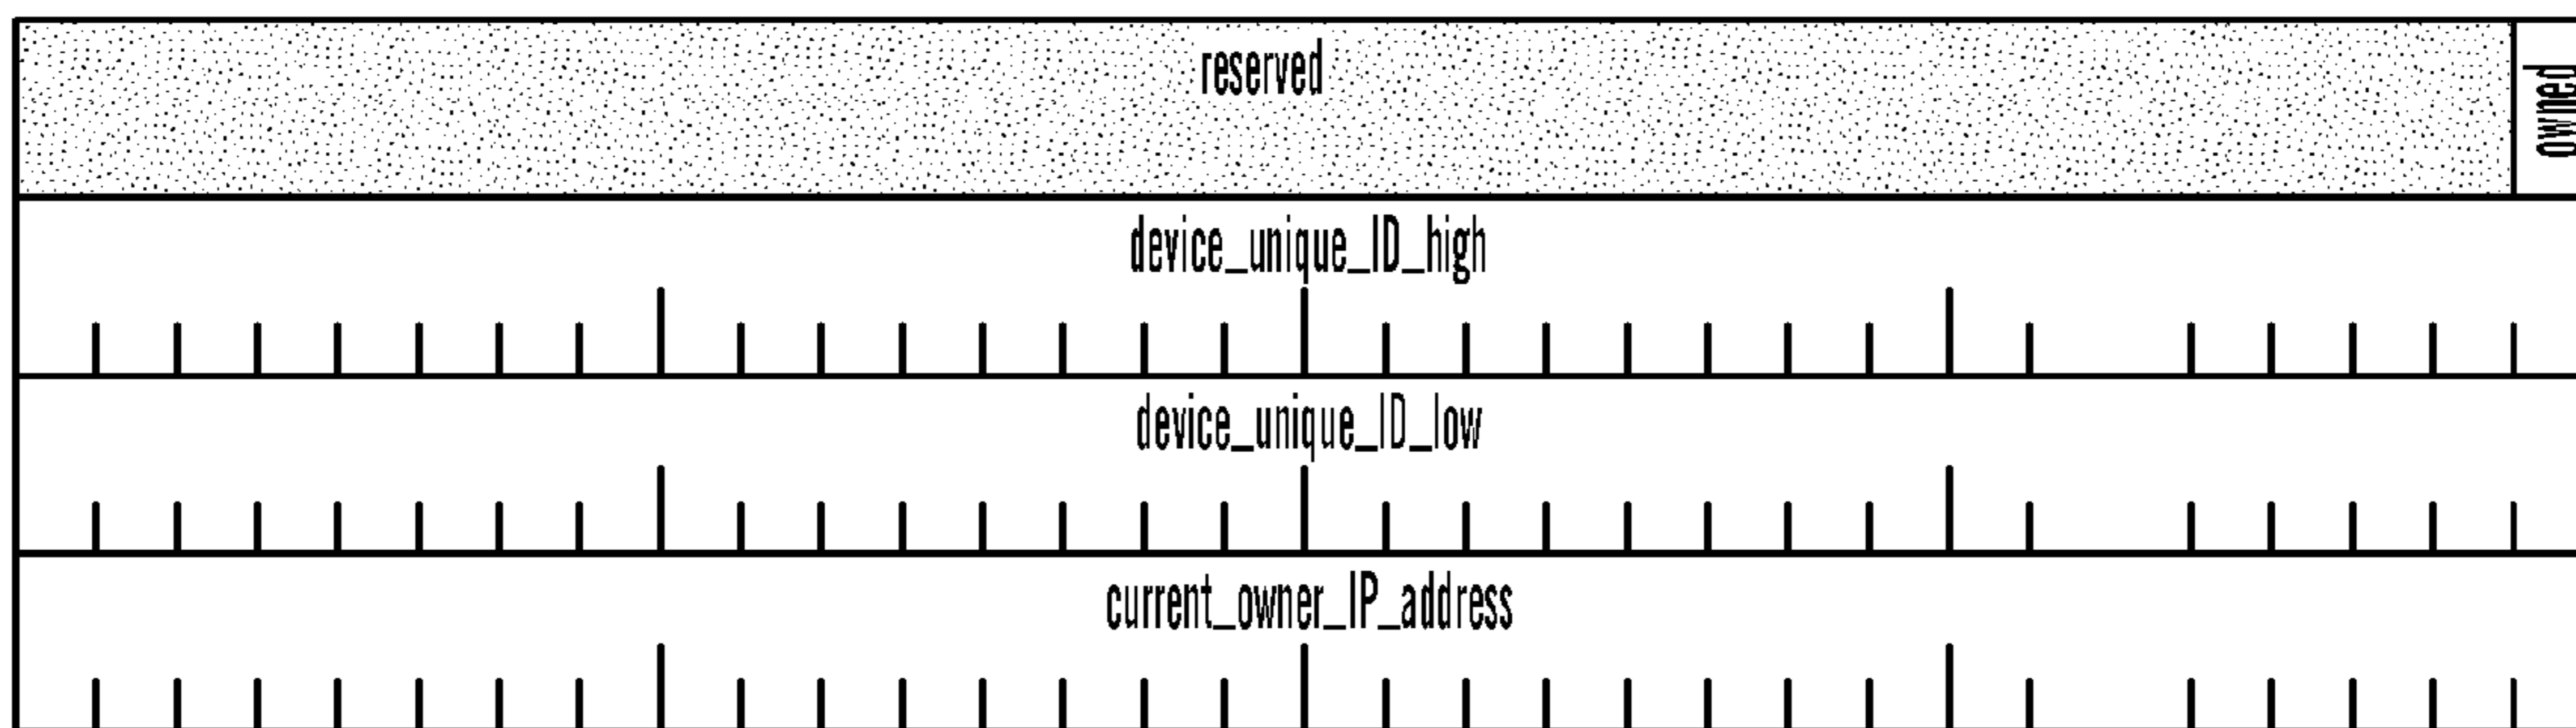 reserved
owned
device_unique_ID_high
device_unique_ID_low
current_owner_IP_address